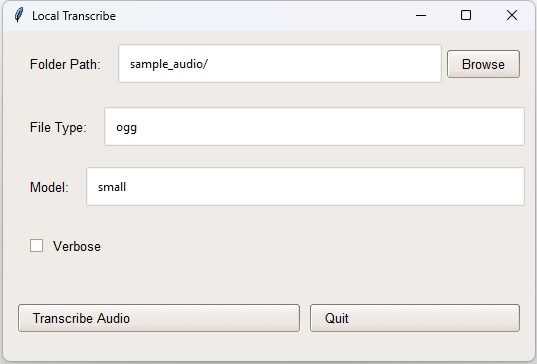 Local Transcribe
Folder Path: sample_audio/ Browse
File Type: ogg
Model: small
Verbose
Transcribe Audio Quit